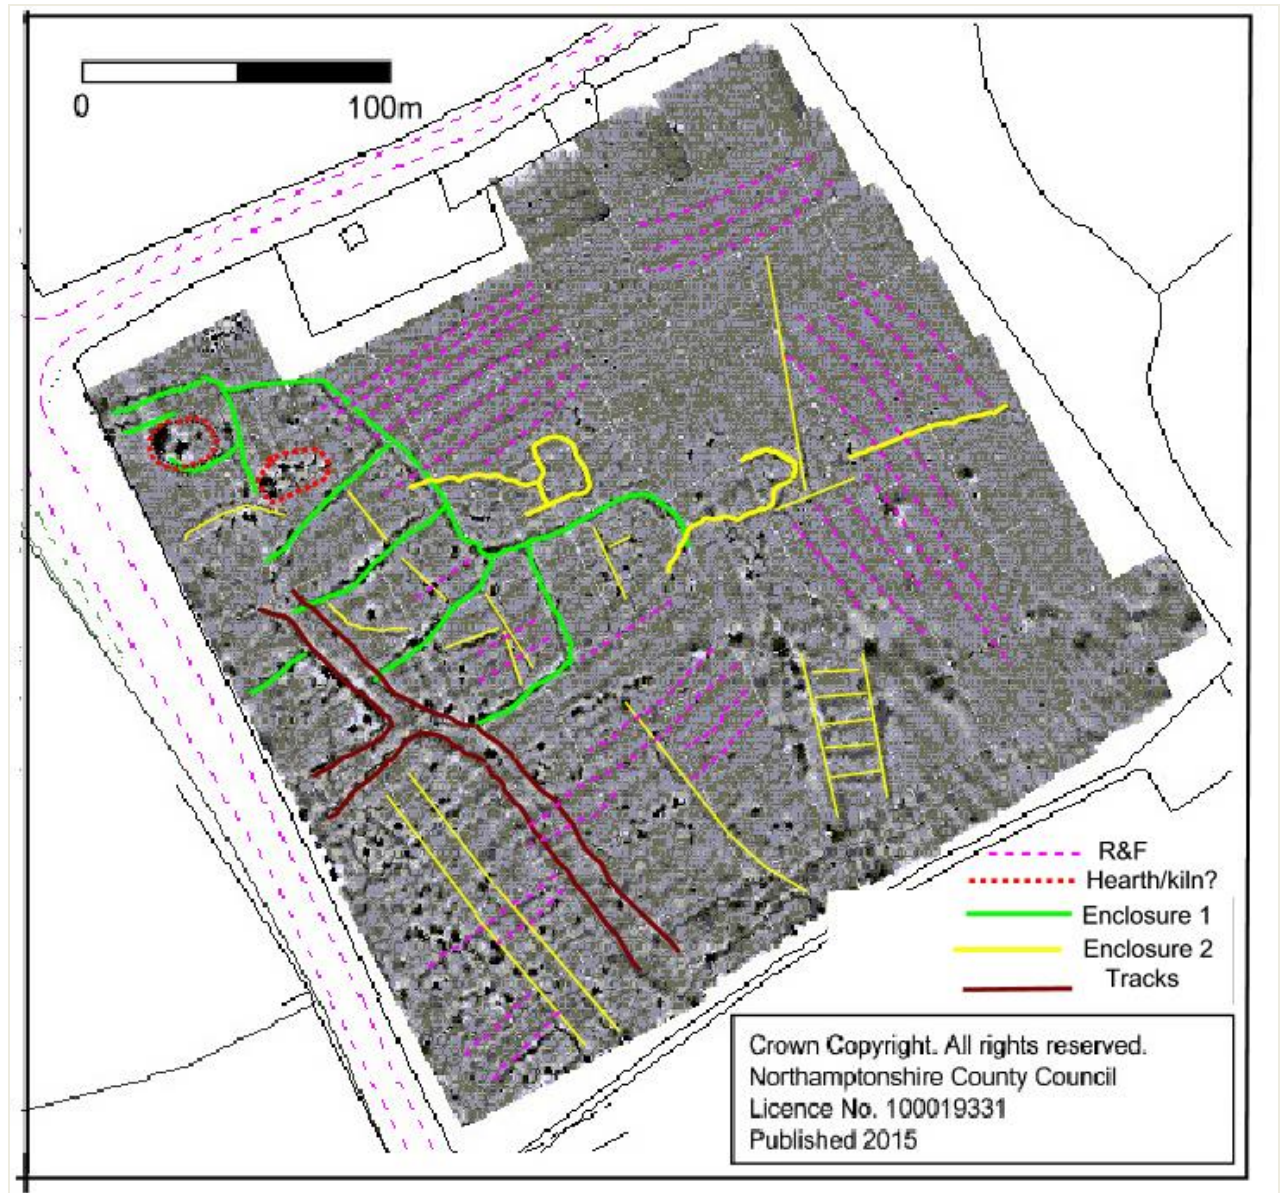 0 100m
R&F
Hearth/kiln?
Enclosure 1
Enclosure 2
Tracks
Crown Copyright. All rights reserved.
Northamptonshire County Council
Licence No. 100019331
Published 2015